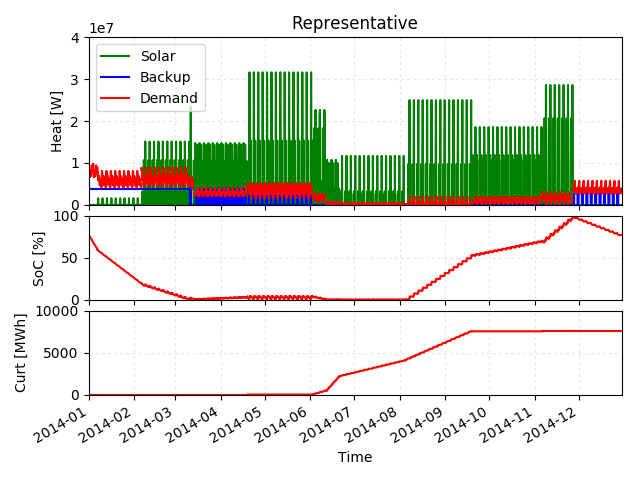 Representative
1e7
4
3
2
1
0
Heat [W]
Solar
Backup
Demand
100
50
0
SoC [%]
10000
5000
0
Curt [MWh]
2014-01
2014-02
2014-03
2014-04
2014-05
2014-06
2014-07
2014-08
2014-09
2014-10
2014-11
2014-12
Time